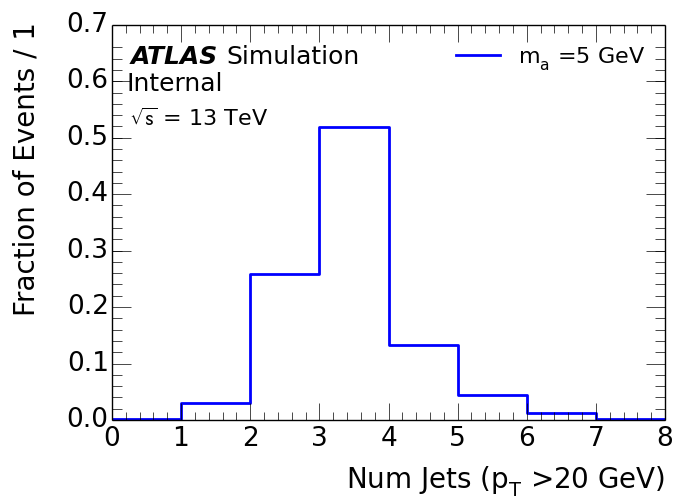 Fraction of Events / 1
0.7
0.6
0.5
0.4
0.3
0.2
0.1
0.0
ATLAS Simulation
Internal
√s = 13 TeV
mₐ =5 GeV
0 1 2 3 4 5 6 7 8
Num Jets (p_T >20 GeV)